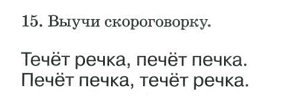 15. Выучи скороговорку.
Течёт речка, печёт печка.
Печёт печка, течёт речка.